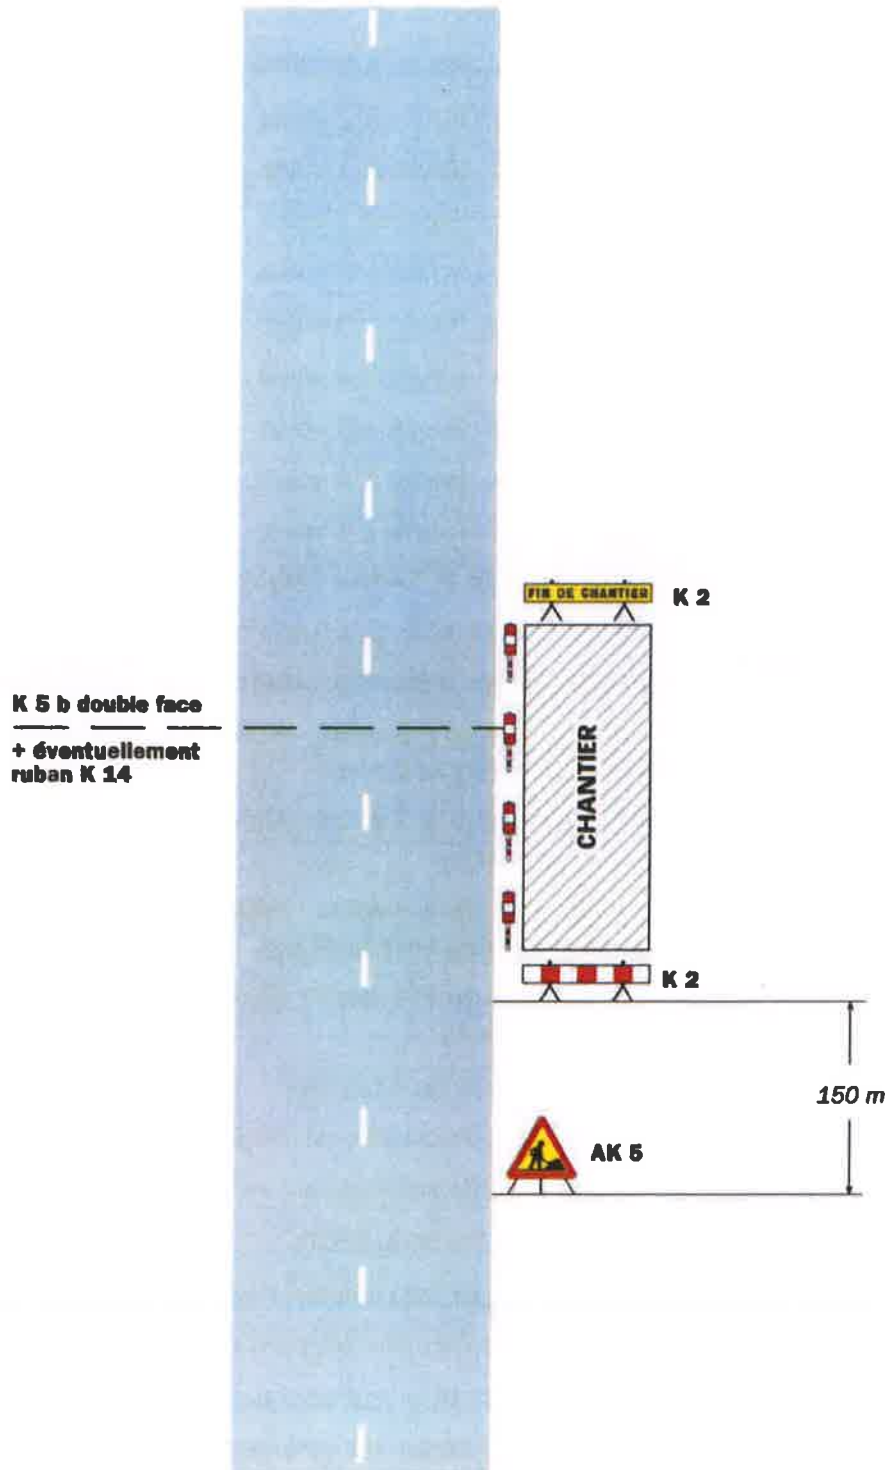 FIN DE CHANTIER
K 2
K 5 b double face
+ éventuellement
ruban K 14
CHANTIER
K 2
150 m
AK 5